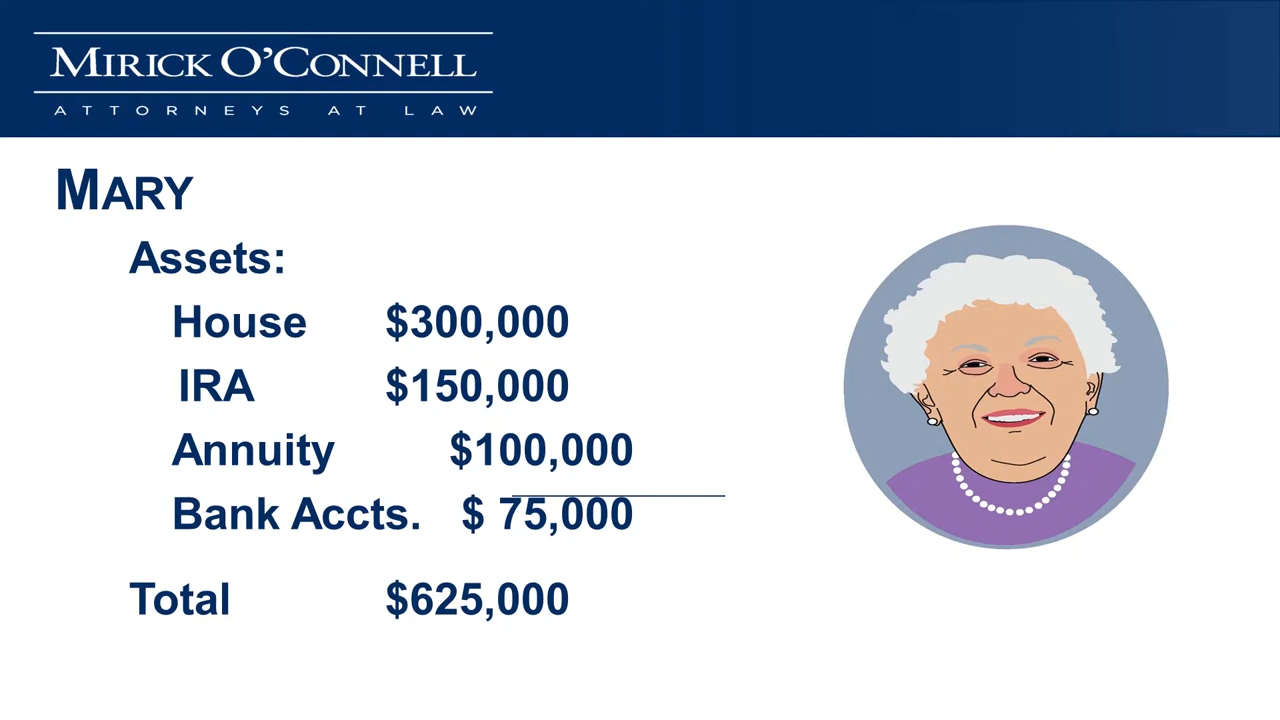 MIRICK O'CONNELL
ATTORNEYS AT LAW
MARY
Assets:
House $300,000
IRA $150,000
Annuity $100,000
Bank Accts. $ 75,000
Total $625,000